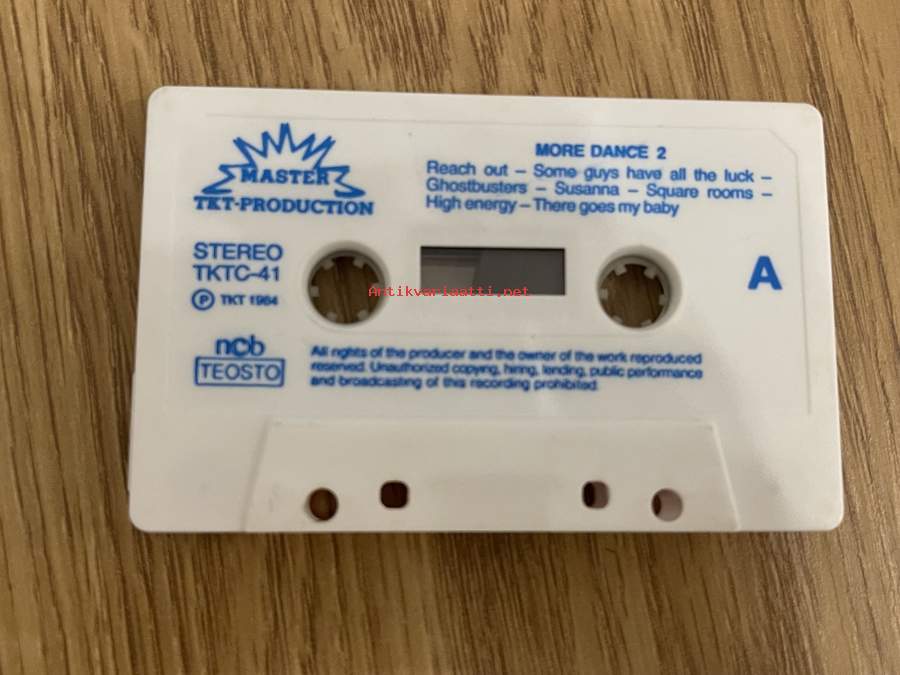 MASTER
TKT-PRODUCTION
MORE DANCE 2
Reach out – Some guys have all the luck –
Ghostbusters – Susanna – Square rooms –
High energy – There goes my baby
STEREO
TKTC-41
Ⓟ TKT 1984
A
Antikvariaatti.net
ncb
TEOSTO
All rights of the producer and the owner of the work reproduced
reserved. Unauthorized copying, hiring, lending, public performance
and broadcasting of this recording prohibited